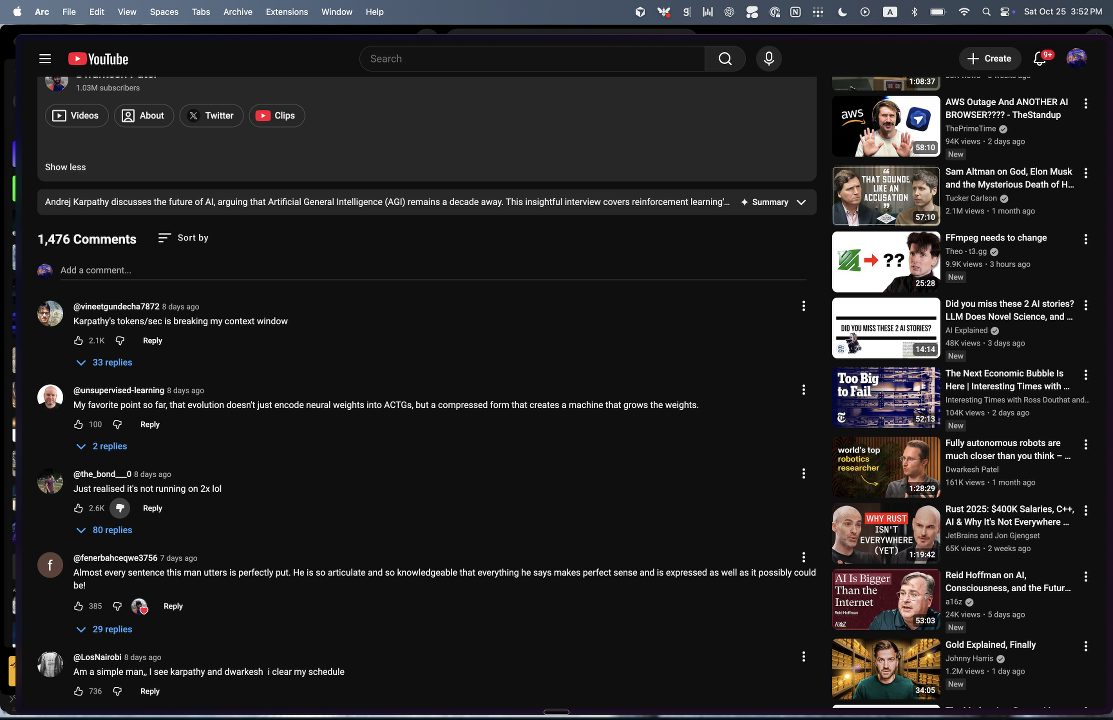 Arc File Edit View Spaces Tabs Archive Extensions Window Help
A
Sat Oct 25 3:52 PM
YouTube
Search
Create
9+
1.03M subscribers
Videos
About
Twitter
Clips
Show less
Andrej Karpathy discusses the future of AI, arguing that Artificial General Intelligence (AGI) remains a decade away. This insightful interview covers reinforcement learning'...
Summary
1,476 Comments
Sort by
Add a comment...
@vineetgundecha7872 8 days ago
Karpathy's tokens/sec is breaking my context window
2.1K
Reply
33 replies
@unsupervised-learning 8 days ago
My favorite point so far, that evolution doesn't just encode neural weights into ACTGs, but a compressed form that creates a machine that grows the weights.
100
Reply
2 replies
@the_bond___0 8 days ago
Just realised it's not running on 2x lol
2.6K
Reply
80 replies
f
@fenerbahceqwe3756 7 days ago
Almost every sentence this man utters is perfectly put. He is so articulate and so knowledgeable that everything he says makes perfect sense and is expressed as well as it possibly could
be!
385
Reply
29 replies
@LosNairobi 8 days ago
Am a simple man,, I see karpathy and dwarkesh i clear my schedule
736
Reply
1:08:37
aws
58:10
AWS Outage And ANOTHER AI
BROWSER???? - TheStandup
ThePrimeTime
94K views • 2 days ago
New
"THAT SOUNDS
LIKE AN
ACCUSATION"
57:10
Sam Altman on God, Elon Musk
and the Mysterious Death of H...
Tucker Carlson
2.1M views • 1 month ago
??
25:28
FFmpeg needs to change
Theo - t3.gg
9.9K views • 3 hours ago
New
DID YOU MISS THESE 2 AI STORIES?
14:14
Did you miss these 2 AI stories?
LLM Does Novel Science, and ...
AI Explained
48K views • 3 days ago
New
Too Big
to Fail
52:13
The Next Economic Bubble Is
Here | Interesting Times with ...
Interesting Times with Ross Douthat and...
104K views • 2 days ago
New
world's top
robotics
researcher
1:28:29
Fully autonomous robots are
much closer than you think – ...
Dwarkesh Patel
161K views • 1 month ago
WHY RUST
ISN'T
EVERYWHERE
(YET)
1:19:42
Rust 2025: $400K Salaries, C++,
AI & Why It's Not Everywhere ...
JetBrains and Jon Gjengset
65K views • 2 weeks ago
AI Is Bigger
Than the
Internet
53:03
Reid Hoffman on AI,
Consciousness, and the Futur...
a16z
24K views • 5 days ago
New
34:05
Gold Explained, Finally
Johnny Harris
1.2M views • 1 day ago
New